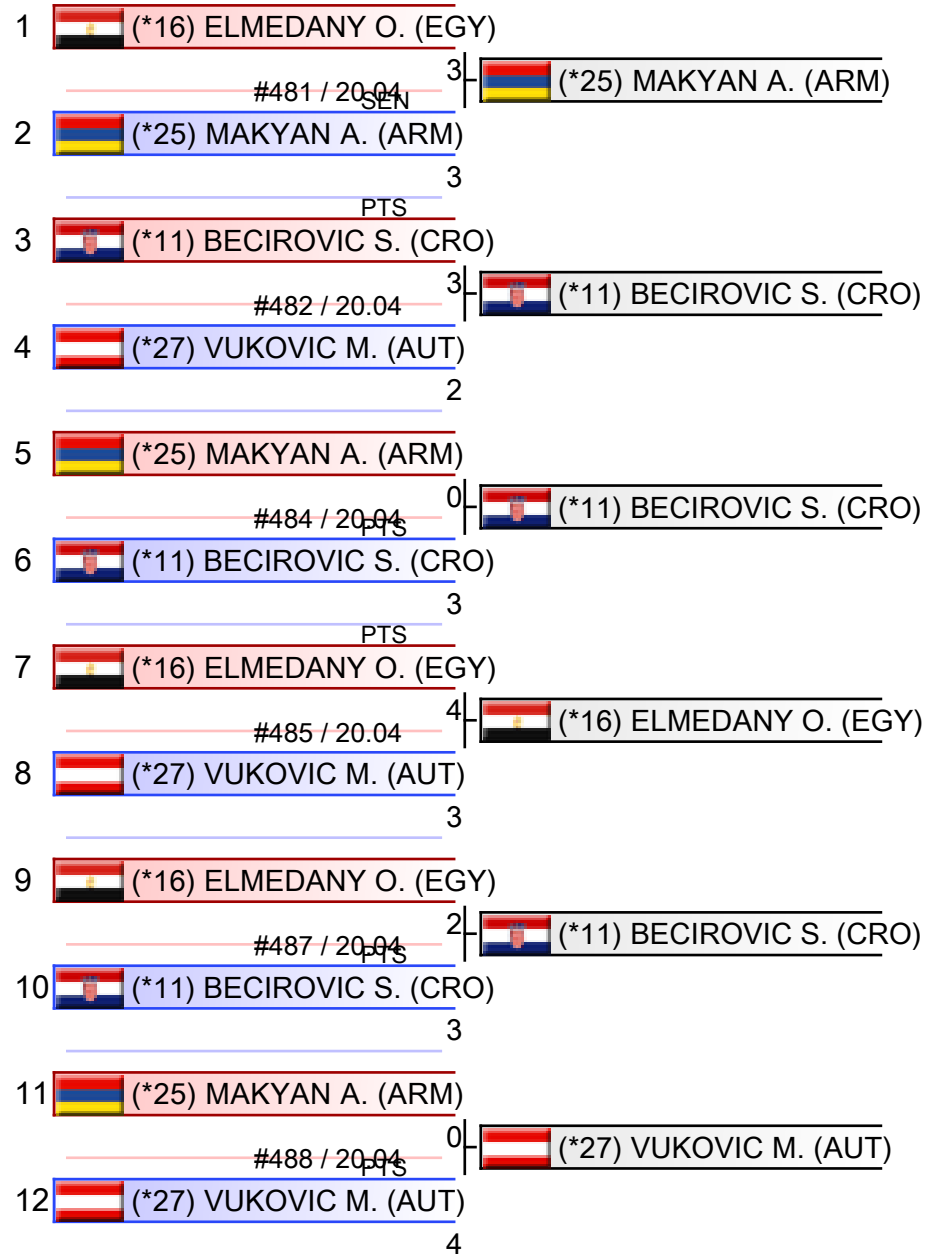 1 (*16) ELMEDANY O. (EGY)
3 (*25) MAKYAN A. (ARM)
#481 / 20.04
SEN
2 (*25) MAKYAN A. (ARM)
3
PTS
3 (*11) BECIROVIC S. (CRO)
3 (*11) BECIROVIC S. (CRO)
#482 / 20.04
4 (*27) VUKOVIC M. (AUT)
2
5 (*25) MAKYAN A. (ARM)
0 (*11) BECIROVIC S. (CRO)
#484 / 20.04
PTS
6 (*11) BECIROVIC S. (CRO)
3
PTS
7 (*16) ELMEDANY O. (EGY)
4 (*16) ELMEDANY O. (EGY)
#485 / 20.04
8 (*27) VUKOVIC M. (AUT)
3
9 (*16) ELMEDANY O. (EGY)
2 (*11) BECIROVIC S. (CRO)
#487 / 20.04
PTS
10 (*11) BECIROVIC S. (CRO)
3
11 (*25) MAKYAN A. (ARM)
0 (*27) VUKOVIC M. (AUT)
#488 / 20.04
PTS
12 (*27) VUKOVIC M. (AUT)
4